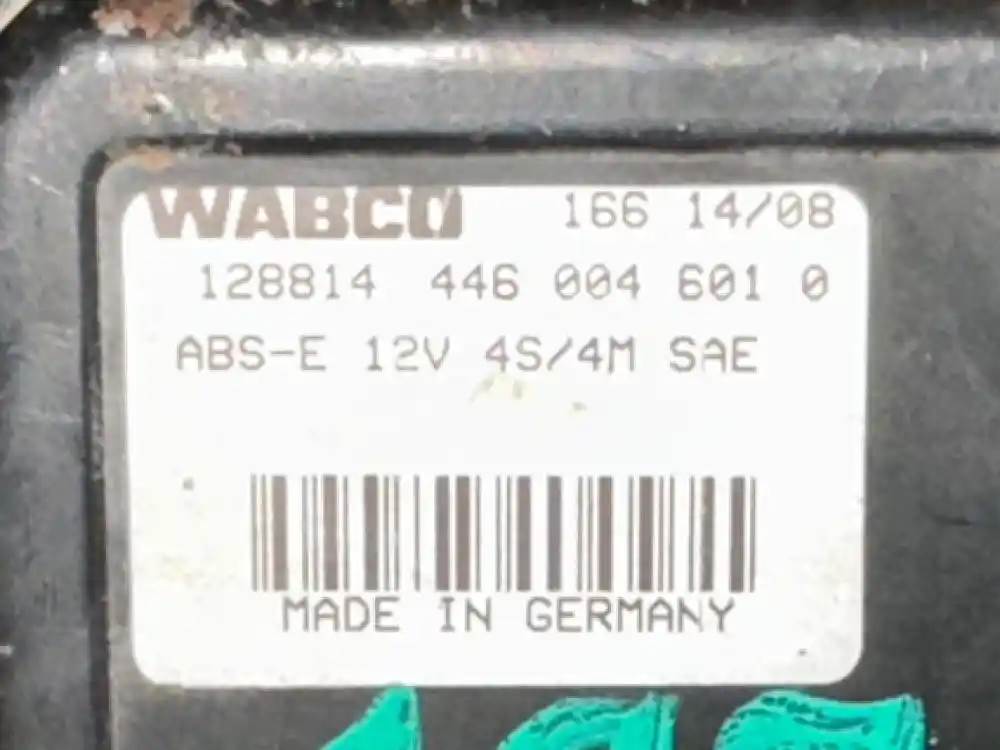 WABCO 166 14/08
128814 446 004 601 0
ABS-E 12V 4S/4M SAE
MADE IN GERMANY